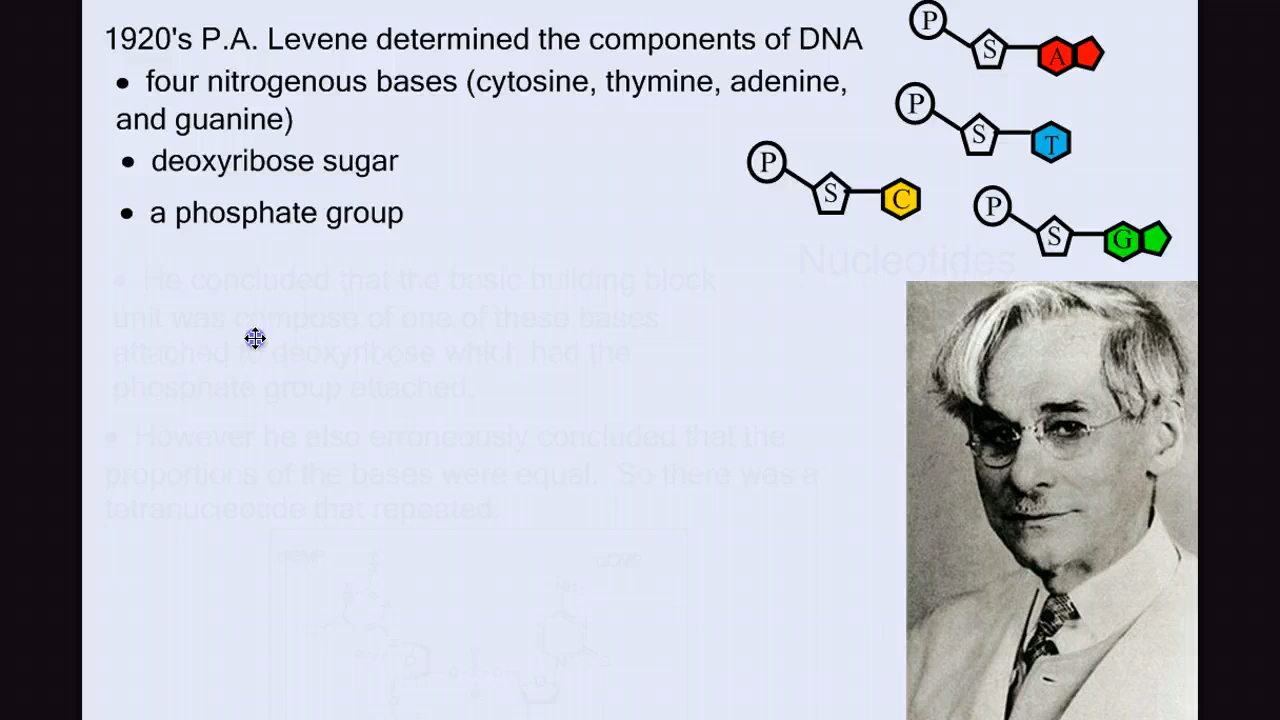 1920's P.A. Levene determined the components of DNA
• four nitrogenous bases (cytosine, thymine, adenine,
and guanine)
• deoxyribose sugar
• a phosphate group
P
S
A
P
S
T
P
S
C
P
S
G
Nucleotides
• He concluded that the basic building block
unit was compose of one of these bases
attached to deoxyribose which had the
phosphate group attached.
• However he also erroneously concluded that the
proportions of the bases were equal. So there was a
tetranucleotide that repeated.